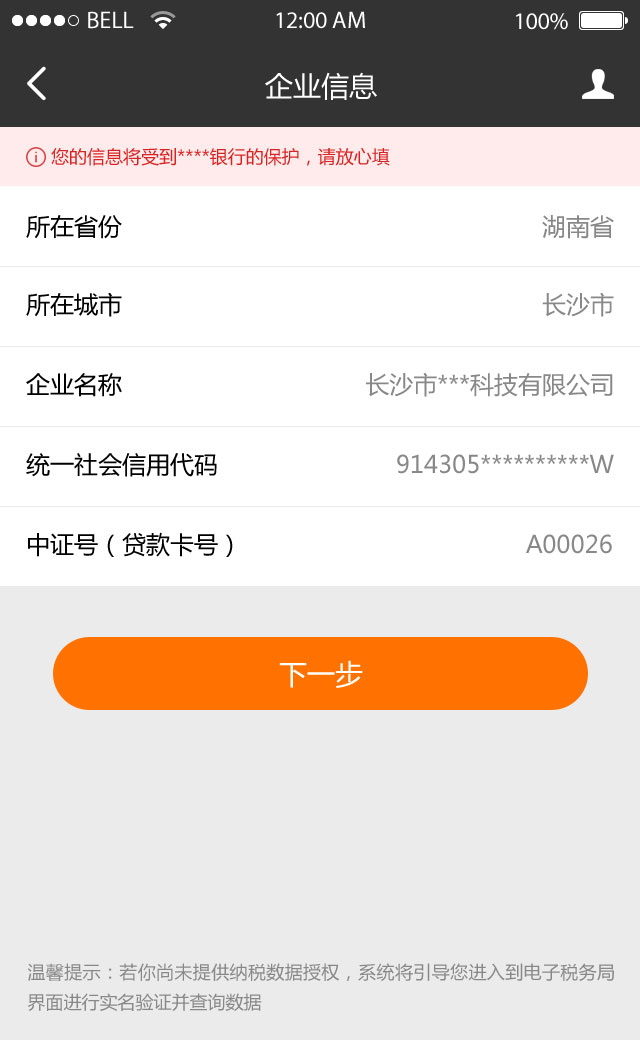 BELL 12:00 AM 100%
企业信息
您的信息将受到****银行的保护，请放心填
所在省份 湖南省
所在城市 长沙市
企业名称 长沙市***科技有限公司
统一社会信用代码 914305**********W
中证号（贷款卡号） A00026
下一步
温馨提示：若你尚未提供纳税数据授权，系统将引导您进入到电子税务局
界面进行实名验证并查询数据